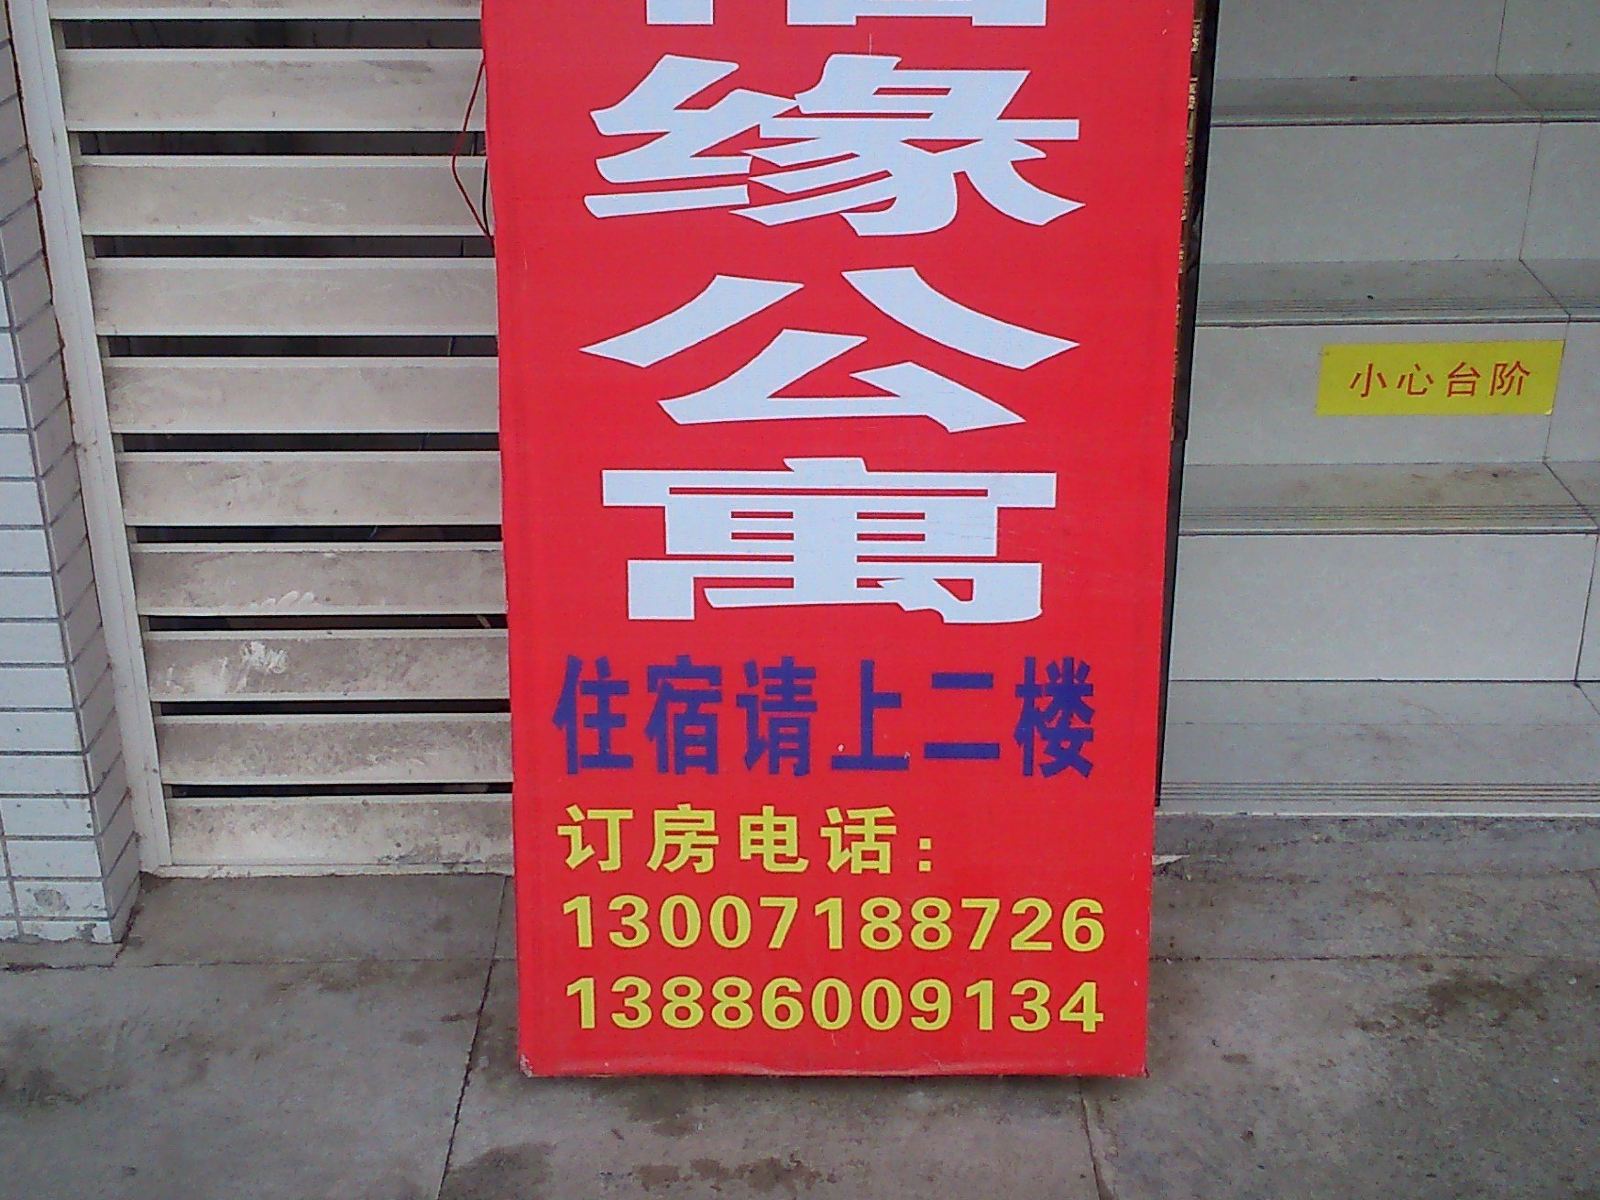 缘
公
寓
住宿请上二楼
订房电话：
13007188726
13886009134
小心台阶